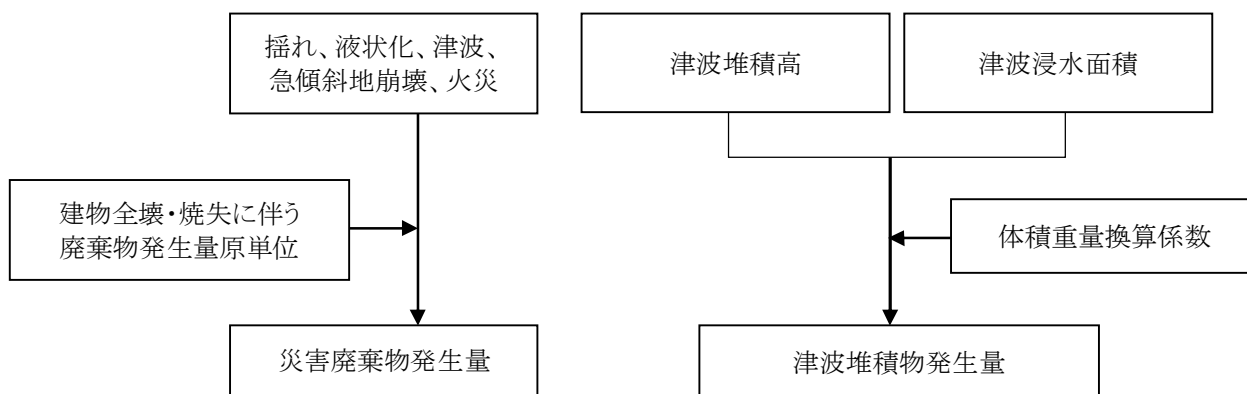 揺れ、液状化、津波、
急傾斜地崩壊、火災
津波堆積高
津波浸水面積
建物全壊・焼失に伴う
廃棄物発生量原単位
体積重量換算係数
災害廃棄物発生量
津波堆積物発生量